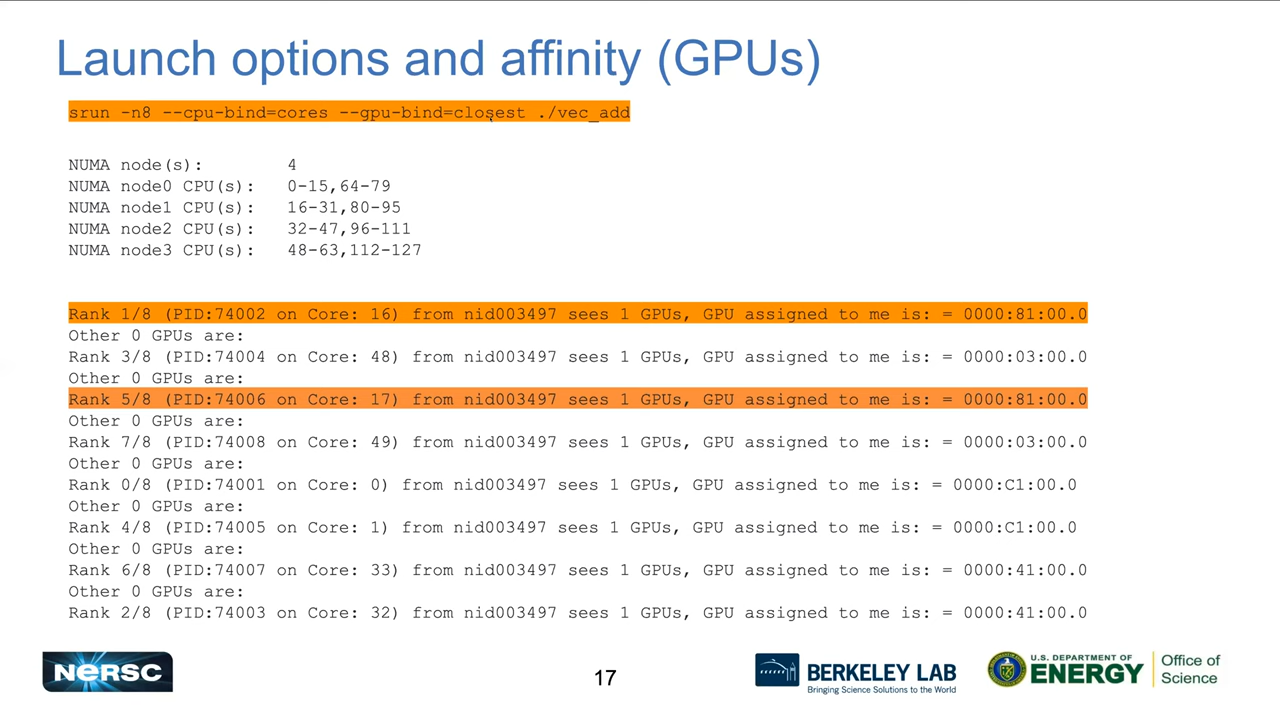 Launch options and affinity (GPUs)
srun -n8 --cpu-bind=cores --gpu-bind=closest ./vec_add
NUMA node(s): 4
NUMA node0 CPU(s): 0-15,64-79
NUMA node1 CPU(s): 16-31,80-95
NUMA node2 CPU(s): 32-47,96-111
NUMA node3 CPU(s): 48-63,112-127
Rank 1/8 (PID:74002 on Core: 16) from nid003497 sees 1 GPUs, GPU assigned to me is: = 0000:81:00.0
Other 0 GPUs are:
Rank 3/8 (PID:74004 on Core: 48) from nid003497 sees 1 GPUs, GPU assigned to me is: = 0000:03:00.0
Other 0 GPUs are:
Rank 5/8 (PID:74006 on Core: 17) from nid003497 sees 1 GPUs, GPU assigned to me is: = 0000:81:00.0
Other 0 GPUs are:
Rank 7/8 (PID:74008 on Core: 49) from nid003497 sees 1 GPUs, GPU assigned to me is: = 0000:03:00.0
Other 0 GPUs are:
Rank 0/8 (PID:74001 on Core: 0) from nid003497 sees 1 GPUs, GPU assigned to me is: = 0000:C1:00.0
Other 0 GPUs are:
Rank 4/8 (PID:74005 on Core: 1) from nid003497 sees 1 GPUs, GPU assigned to me is: = 0000:C1:00.0
Other 0 GPUs are:
Rank 6/8 (PID:74007 on Core: 33) from nid003497 sees 1 GPUs, GPU assigned to me is: = 0000:41:00.0
Other 0 GPUs are:
Rank 2/8 (PID:74003 on Core: 32) from nid003497 sees 1 GPUs, GPU assigned to me is: = 0000:41:00.0
NERSC
17
BERKELEY LAB
Bringing Science Solutions to the World
U.S. DEPARTMENT OF
ENERGY
Office of
Science